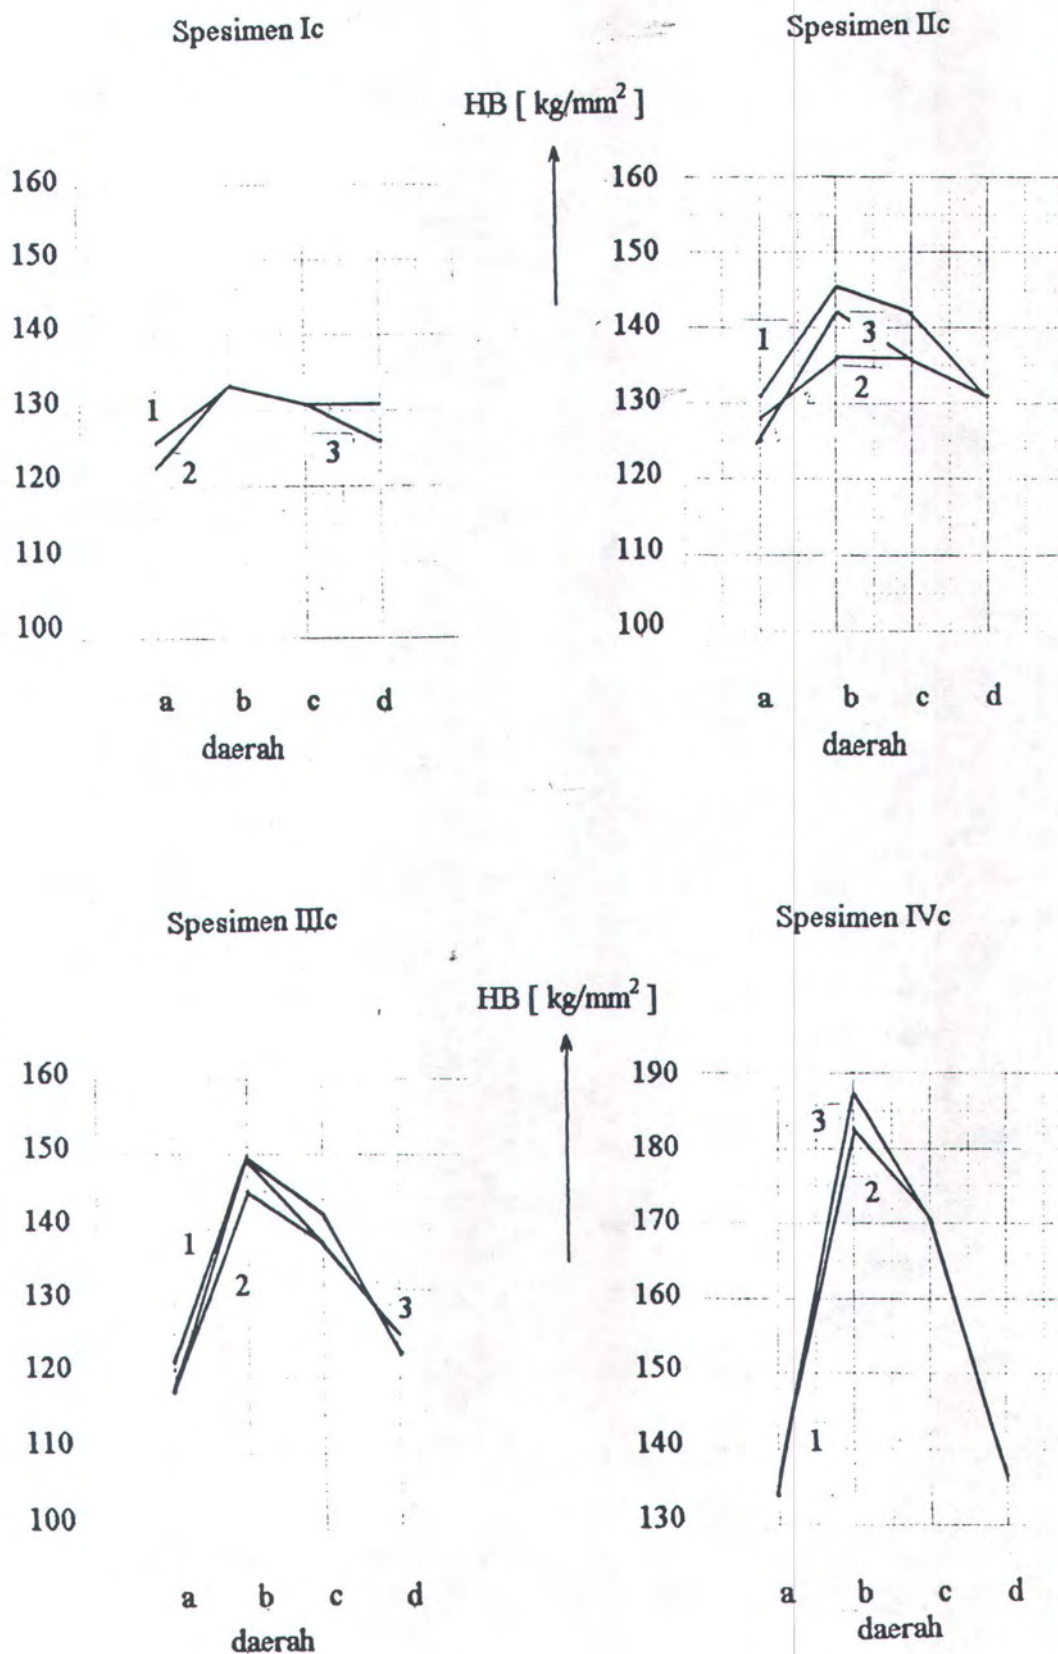 Spesimen Ic
Spesimen IIc
HB [ kg/mm² ]
160
150
140
130
120
110
100
1
2
3
a b c d
daerah
160
150
140
130
120
110
100
1
3
2
a b c d
daerah
Spesimen IIIc
Spesimen IVc
HB [ kg/mm² ]
160
150
140
130
120
110
100
1
2
3
a b c d
daerah
190
180
170
160
150
140
130
3
2
1
a b c d
daerah